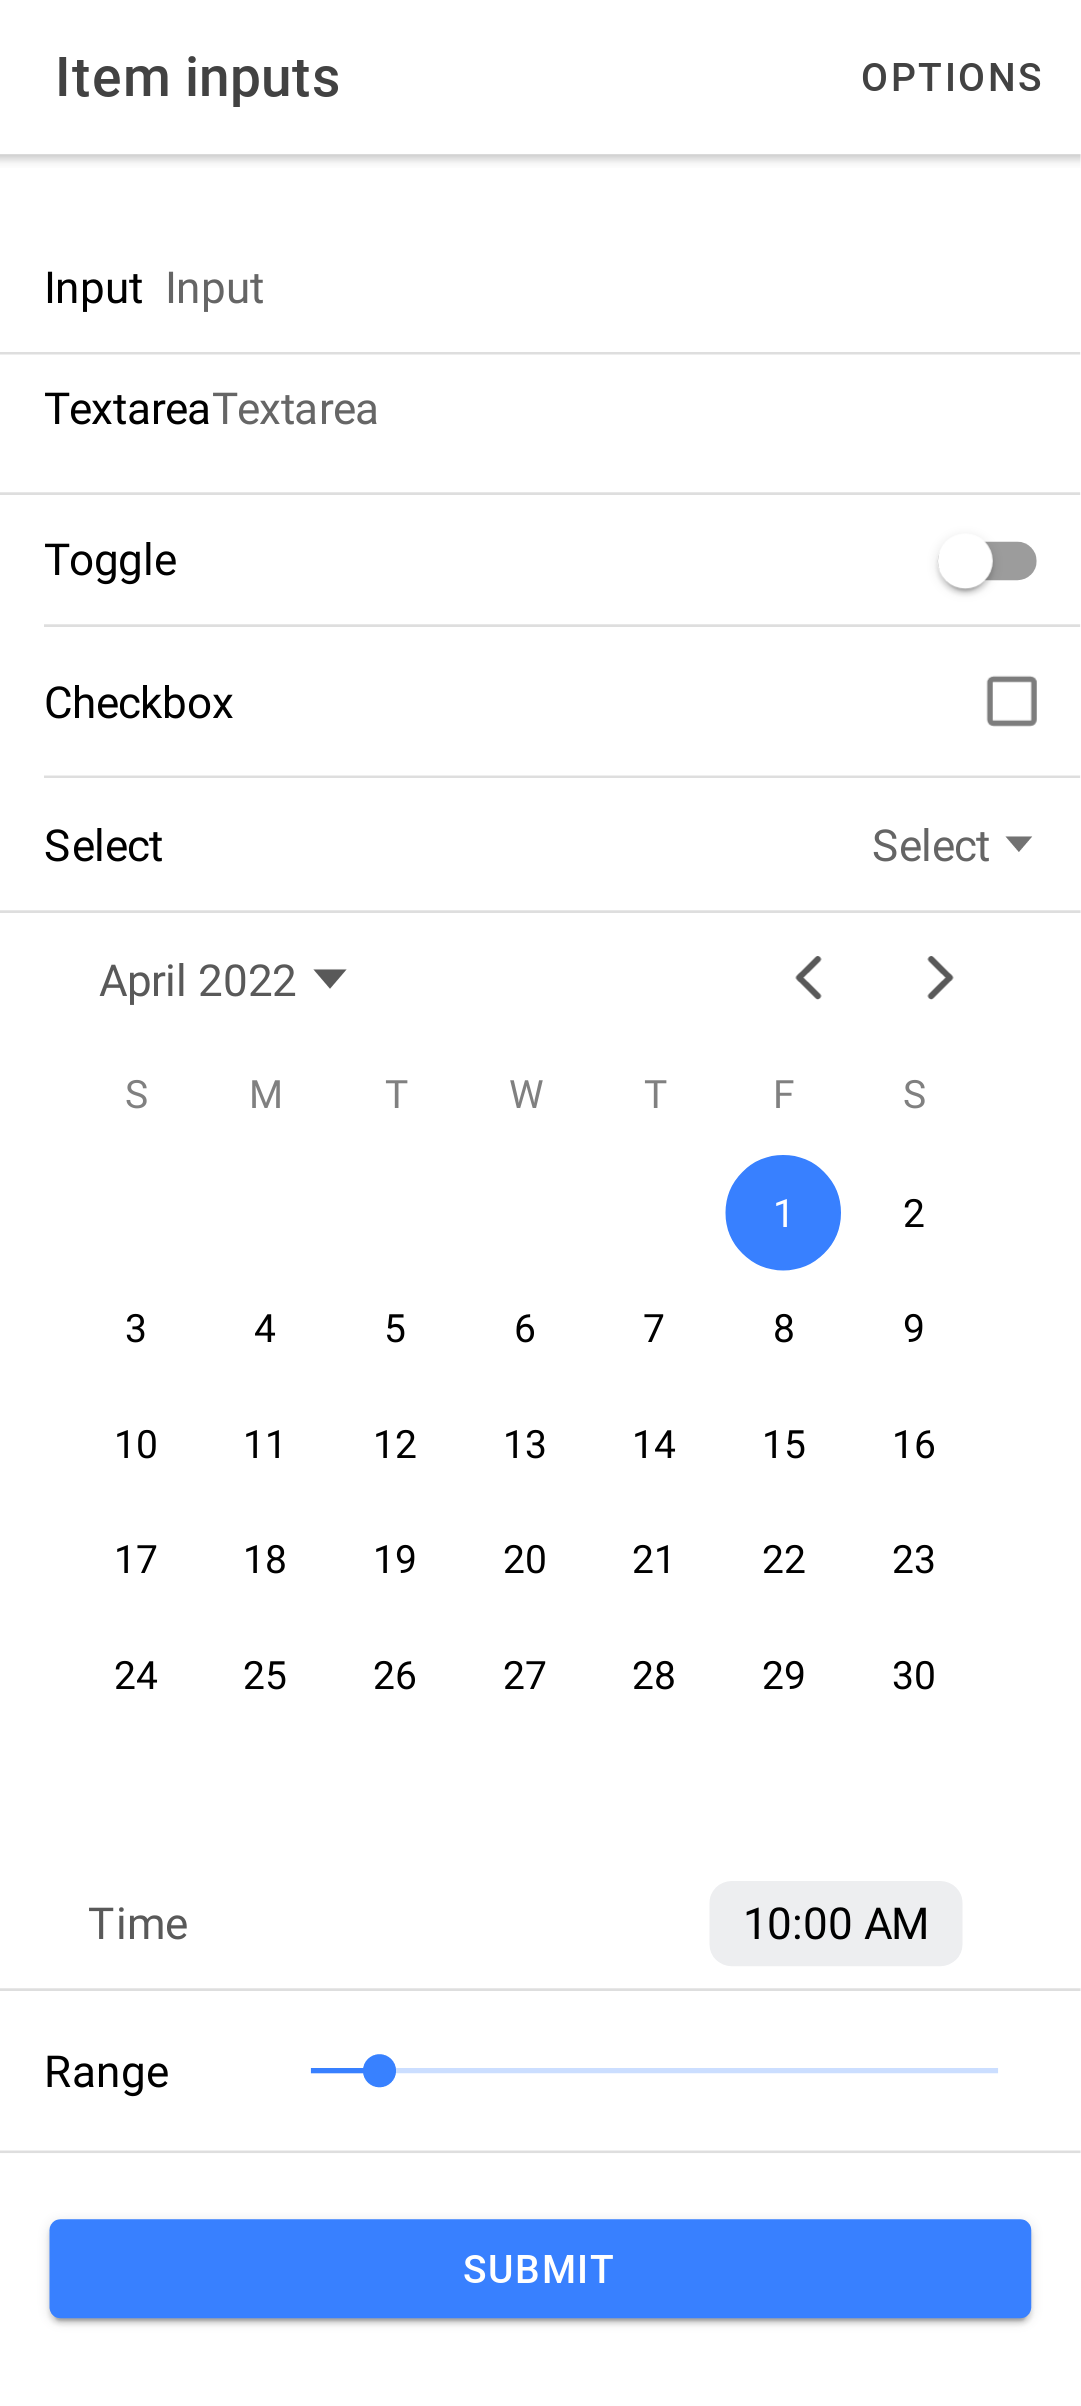 Item inputs OPTIONS
Input Input
Textarea Textarea
Toggle
Checkbox
Select Select
April 2022
S M T W T F S
1 2
3 4 5 6 7 8 9
10 11 12 13 14 15 16
17 18 19 20 21 22 23
24 25 26 27 28 29 30
Time 10:00 AM
Range
SUBMIT